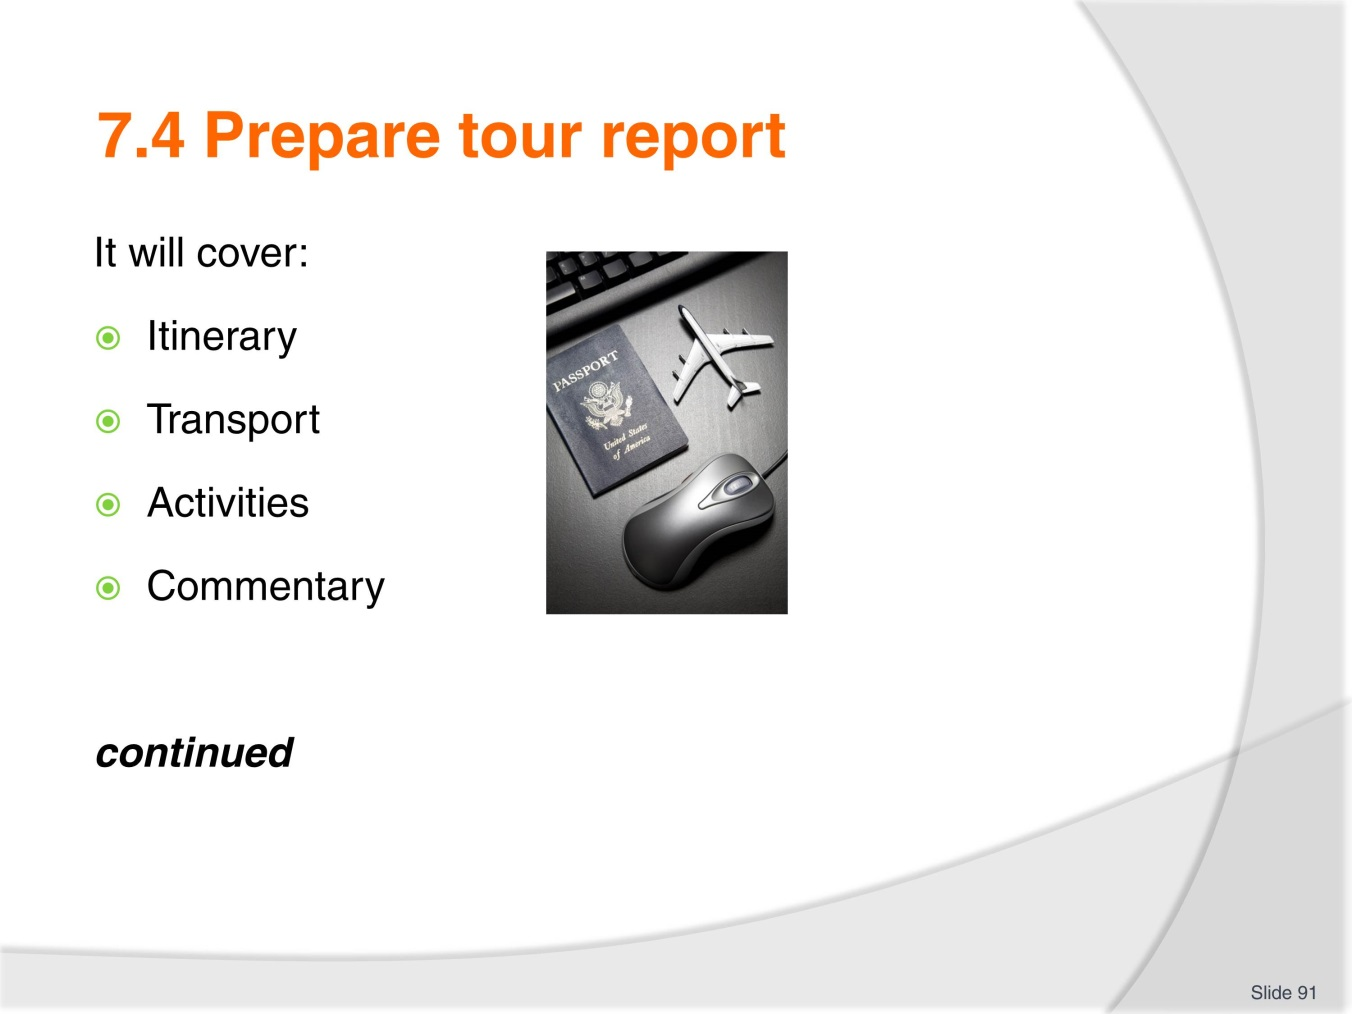 7.4 Prepare tour report
It will cover:
Itinerary
Transport
Activities
Commentary
PASSPORT
United States
of America
continued
Slide 91